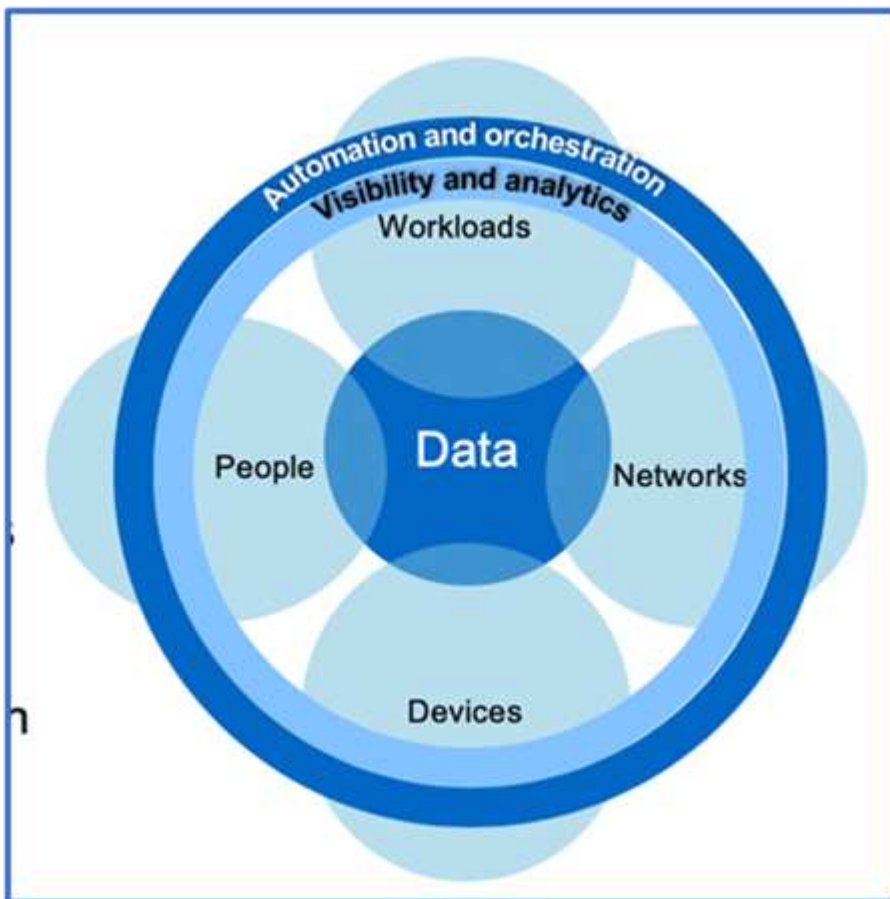 Automation and orchestration
Visibility and analytics
Workloads
Data
People
Networks
s
n
Devices